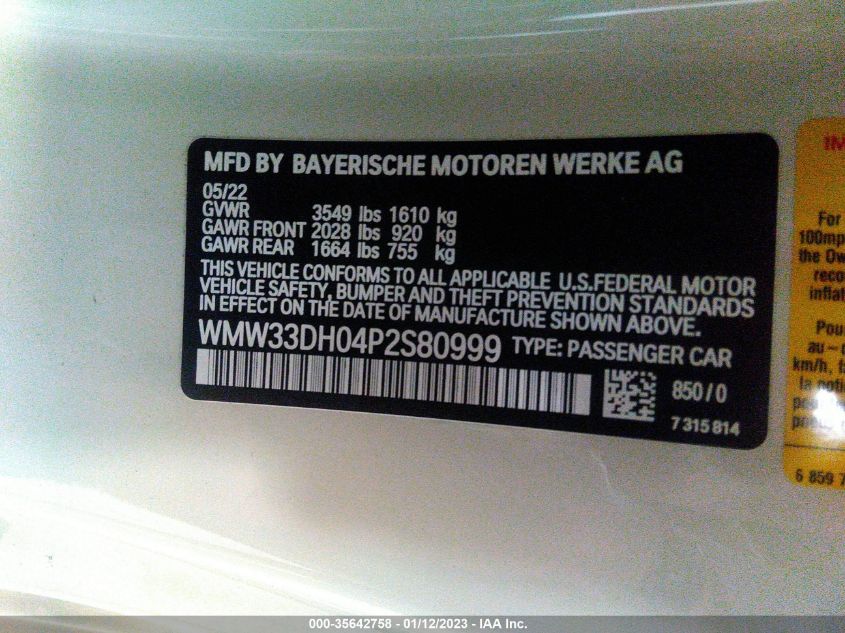 MFD BY BAYERISCHE MOTOREN WERKE AG
05/22
GVWR 3549 lbs 1610 kg
GAWR FRONT 2028 lbs 920 kg
GAWR REAR 1664 lbs 755 kg
THIS VEHICLE CONFORMS TO ALL APPLICABLE U.S.FEDERAL MOTOR
VEHICLE SAFETY, BUMPER AND THEFT PREVENTION STANDARDS
IN EFFECT ON THE DATE OF MANUFACTURE SHOWN ABOVE.
WMW33DH04P2S80999 TYPE: PASSENGER CAR
850/0
7 315 814
IM
For
100mp
the Ow
reco
inflat
Pou
au-
km/h, f
la noti
6 859 7
000-35642758 - 01/12/2023 - IAA Inc.